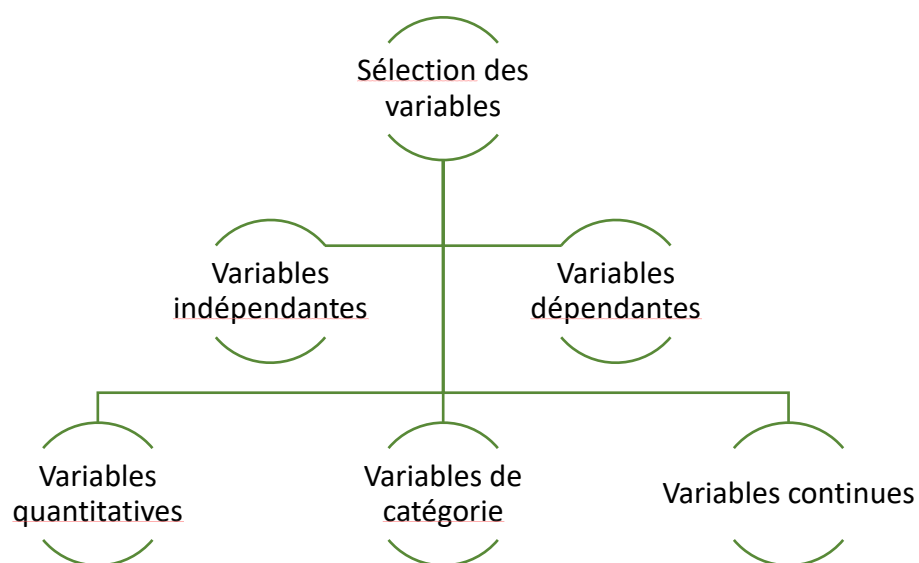 Sélection des
variables
Variables
indépendantes
Variables
dépendantes
Variables
quantitatives
Variables de
catégorie
Variables continues